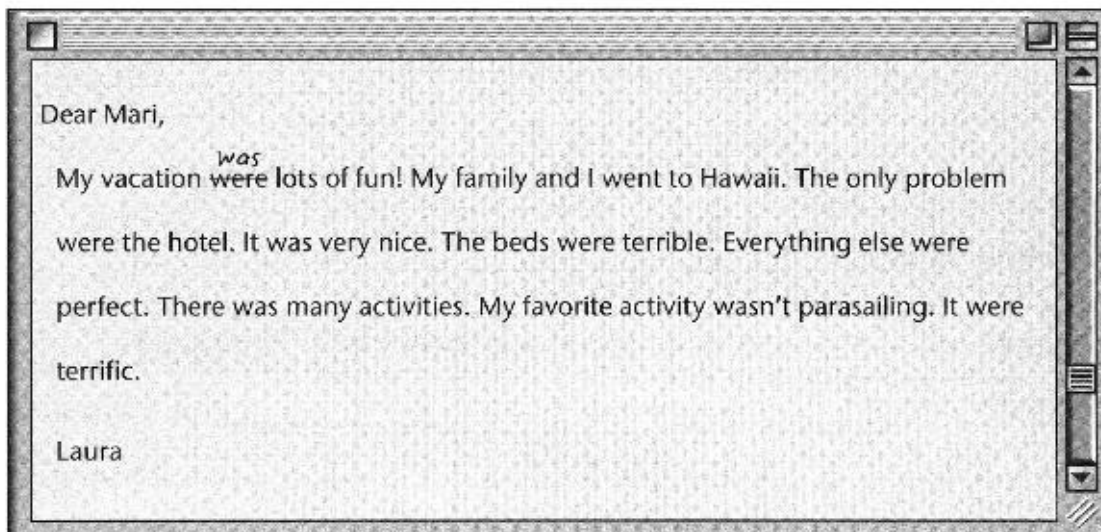 Dear Mari,
was
My vacation were lots of fun! My family and I went to Hawaii. The only problem
were the hotel. It was very nice. The beds were terrible. Everything else were
perfect. There was many activities. My favorite activity wasn't parasailing. It were
terrific.
Laura